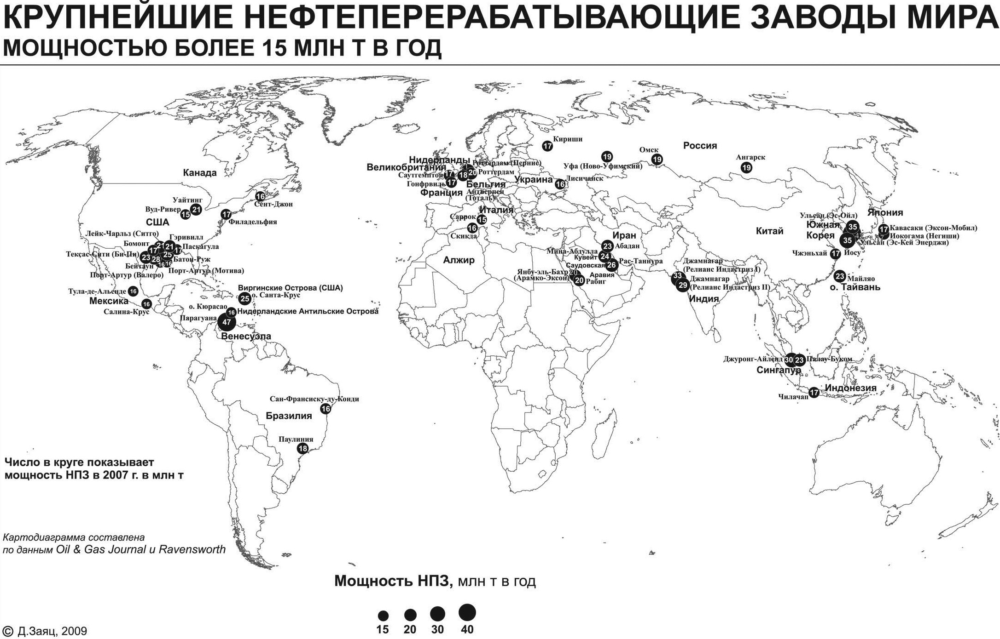 КРУПНЕЙШИЕ НЕФТЕПЕРЕРАБАТЫВАЮЩИЕ ЗАВОДЫ МИРА
МОЩНОСТЬЮ БОЛЕЕ 15 МЛН Т В ГОД
Канада
Уайтинг
21
Вуд-Ривер
15
США
16
Сент-Джон
17
Филадельфия
Лейк-Чарльз (Ситго)
Гэривилл
Бомонт
21
21
17
17
Паскагула
Тексас-Сити (Би-Пи)
23
28
25
Батон-Руж
Бейтаун
16
16
Порт-Артур (Мотива)
Порт-Артур (Валеро)
Тула-де-Альенде
16
Мексика
16
Салина-Крус
Виргинские Острова (США)
25
о. Санта-Крус
о. Кюрасао
16
Нидерландские Антильские Острова
Парагуана
47
Венесуэла
Сан-Франсиску-ду-Конди
16
Бразилия
Паулиния
18
Нидерланды
21
Роттердам (Пернис)
Великобритания
Саутгемптон
17
18
20
Роттердам
Гонфрвиль
17
Бельгия
Франция
Антверпен
(Тоталь)
Италия
Саррок
15
16
Скикда
Алжир
Кириши
17
Украина
Лисичанск
16
19
Уфа (Ново-Уфимский)
Омск
19
Россия
Ангарск
19
Иран
23
Абадан
Мина-Абдулла
Кувейт
24
Саудовская
26
Рас-Таннура
Аравия
Янбу-эль-Бахр
(Арамко-Эксон)
20
20
Рабиг
Джамнагар
(Релианс Индастриз I)
33
Джамнагар
29
(Релианс Индастриз II)
Индия
Китай
Ульсан (Эс-Ойл)
Япония
Южная
Корея
35
42
35
17
Кавасаки (Эксон-Мобил)
17
Иокогама (Негиши)
Ульсан (Эс-Кей Энерджи)
Чжэньхай
17
Йосу
23
Майляо
о. Тайвань
Джуронг-Айленд
30
23
Палау-Буком
Сингапур
Индонезия
Чилачап
17
Число в круге показывает
мощность НПЗ в 2007 г. в млн т
Картодиаграмма составлена
по данным Oil & Gas Journal и Ravensworth
Мощность НПЗ, млн т в год
15 20 30 40
© Д.Заяц, 2009